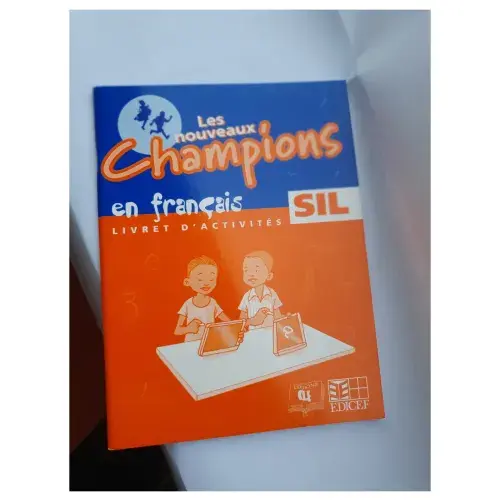 Les
nouveaux
Champions
en français
SIL
LIVRET D'ACTIVITÉS
EDICEF